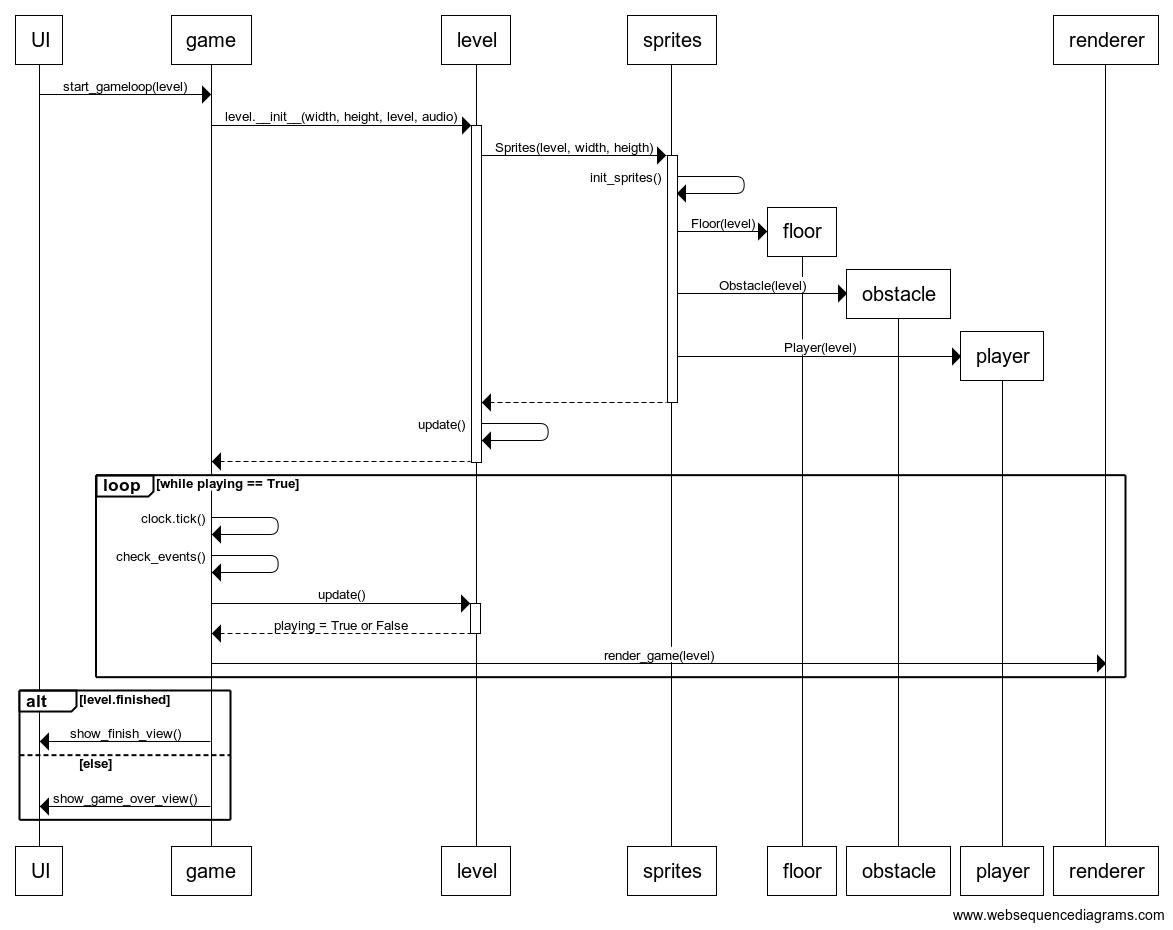 UI
game
level
sprites
renderer
start_gameloop(level)
level.__init__(width, height, level, audio)
Sprites(level, width, heigth)
init_sprites()
Floor(level)
floor
Obstacle(level)
obstacle
Player(level)
player
update()
loop
[while playing == True]
clock.tick()
check_events()
update()
playing = True or False
render_game(level)
alt
[level.finished]
show_finish_view()
[else]
show_game_over_view()
UI
game
level
sprites
floor
obstacle
player
renderer
www.websequencediagrams.com